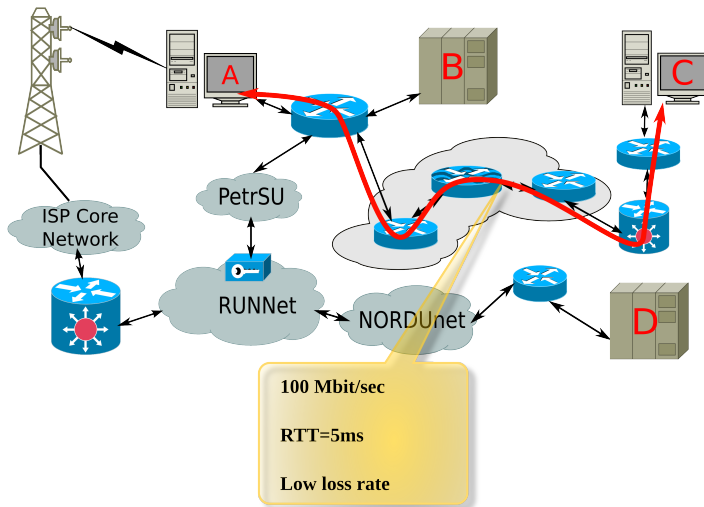 A
B
C
PetrSU
ISP Core
Network
RUNNet
NORDUnet
D
100 Mbit/sec
RTT=5ms
Low loss rate